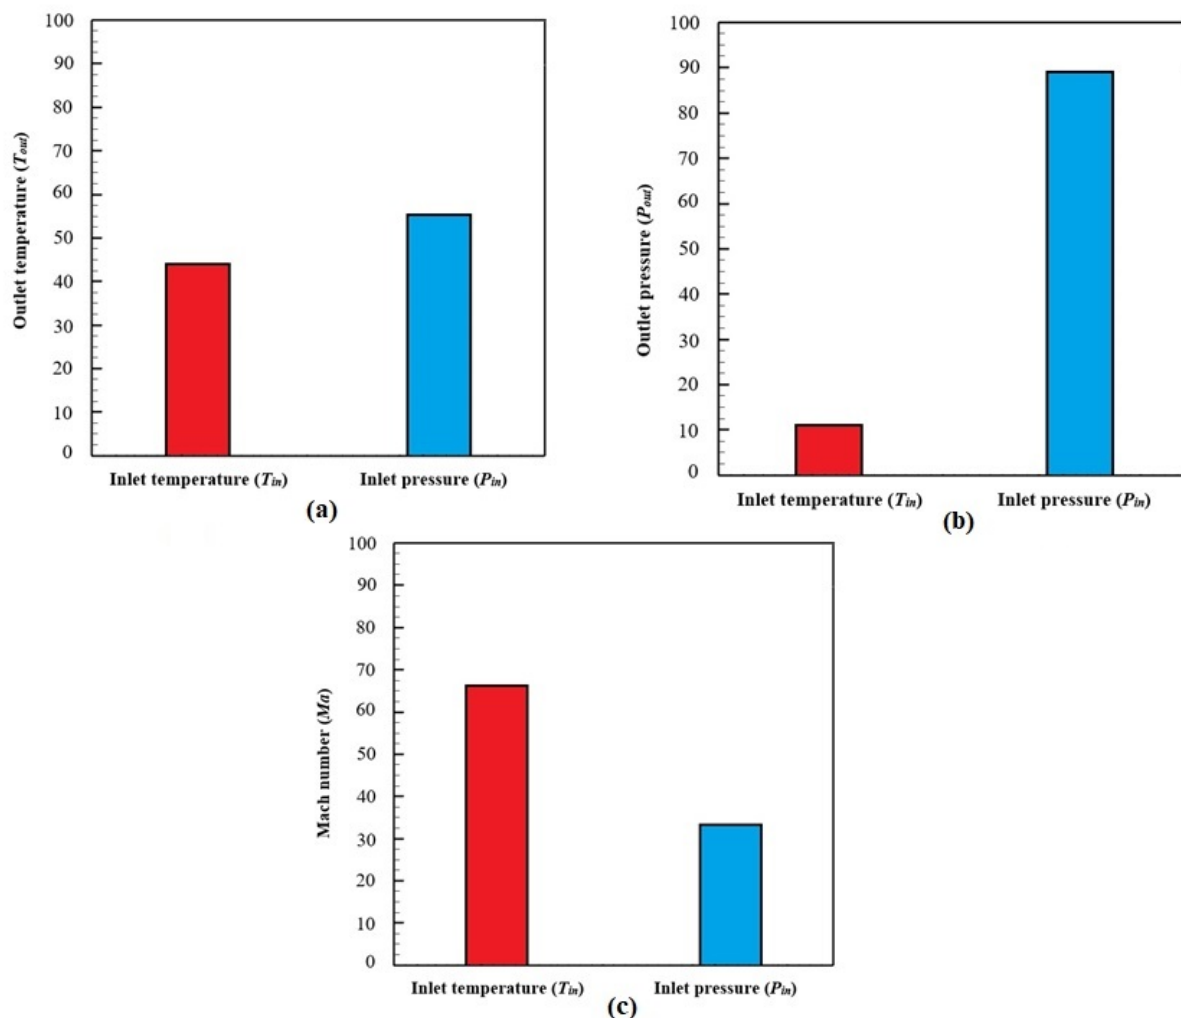 Outlet temperature (Tout)
100
90
80
70
60
50
40
30
20
10
0
Inlet temperature (Tin)
Inlet pressure (Pin)
(a)
Outlet pressure (Pout)
100
90
80
70
60
50
40
30
20
10
0
Inlet temperature (Tin)
Inlet pressure (Pin)
(b)
Mach number (Ma)
100
90
80
70
60
50
40
30
20
10
0
Inlet temperature (Tin)
Inlet pressure (Pin)
(c)